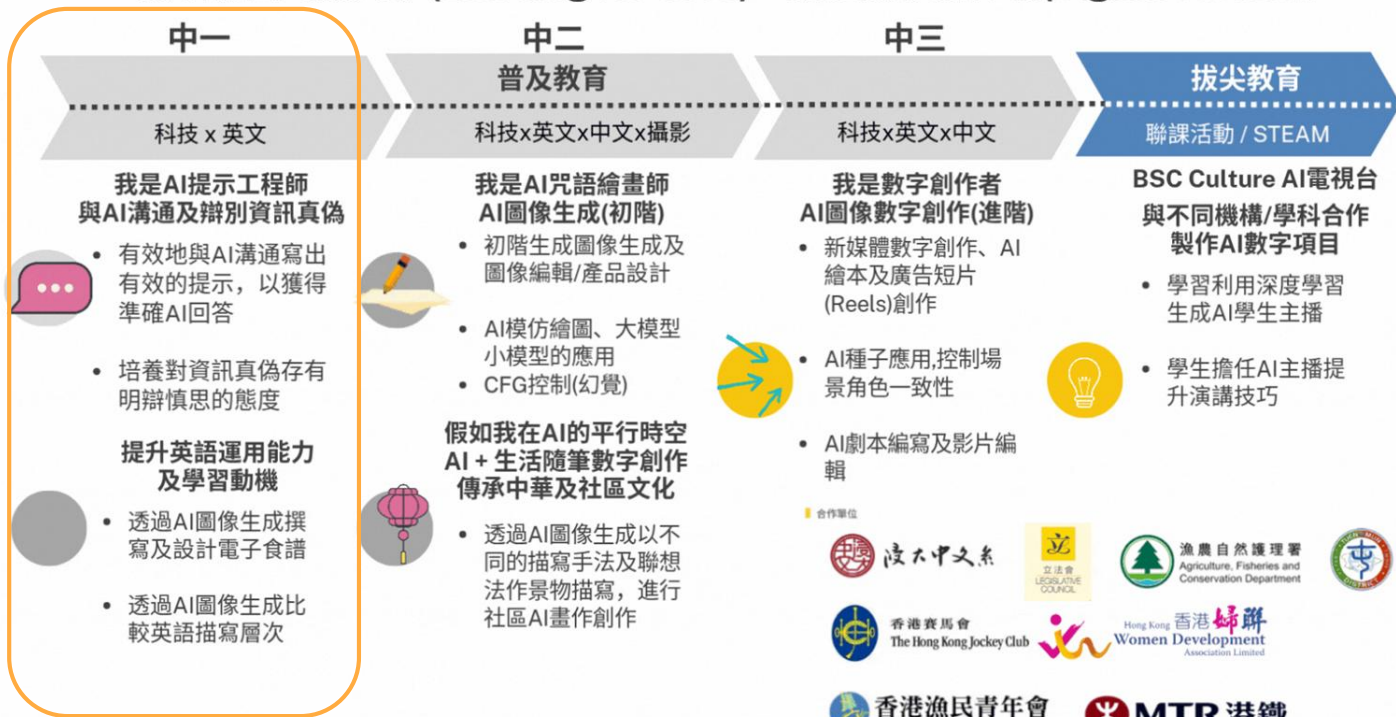 中一
科技 x 英文
我是AI提示工程師
與AI溝通及辯別資訊真偽
• 有效地與AI溝通寫出
有效的提示，以獲得
準確AI回答
• 培養對資訊真偽存有
明辯慎思的態度
提升英語運用能力
及學習動機
• 透過AI圖像生成撰
寫及設計電子食譜
• 透過AI圖像生成比
較英語描寫層次
中二
普及教育
科技x英文x中文x攝影
我是AI咒語繪畫師
AI圖像生成(初階)
• 初階生成圖像生成及
圖像編輯/產品設計
• AI模仿繪圖、大模型
小模型的應用
• CFG控制(幻覺)
假如我在AI的平行時空
AI + 生活隨筆數字創作
傳承中華及社區文化
• 透過AI圖像生成以不
同的描寫手法及聯想
法作景物描寫，進行
社區AI畫作創作
中三
科技x英文x中文
我是數字創作者
AI圖像數字創作(進階)
• 新媒體數字創作、AI
繪本及廣告短片
(Reels)創作
• AI種子應用,控制場
景角色一致性
• AI劇本編寫及影片編
輯
拔尖教育
聯課活動 / STEAM
BSC Culture AI電視台
與不同機構/學科合作
製作AI數字項目
• 學習利用深度學習
生成AI學生主播
• 學生擔任AI主播提
升演講技巧
合作單位
浸大中文系
立法會
LEGISLATIVE
COUNCIL
漁農自然護理署
Agriculture, Fisheries and
Conservation Department
TUEN MUN
DISTRICT
香港賽馬會
The Hong Kong Jockey Club
Hong Kong 香港婦聯
Women Development
Association Limited
香港漁民青年會
MTR 港鐵